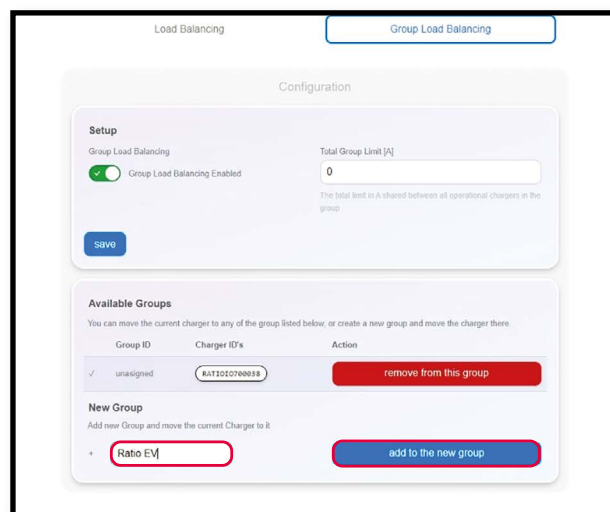 Load Balancing Group Load Balancing
Configuration
Setup
Group Load Balancing Total Group Limit [A]
Group Load Balancing Enabled 0
The total limit in A shared between all operational chargers in the
group
save
Available Groups
You can move the current charger to any of the group listed below, or create a new group and move the charger there.
Group ID Charger ID's Action
✓ unasigned RATIOIO700038 remove from this group
New Group
Add new Group and move the current Charger to it
+ Ratio EV add to the new group